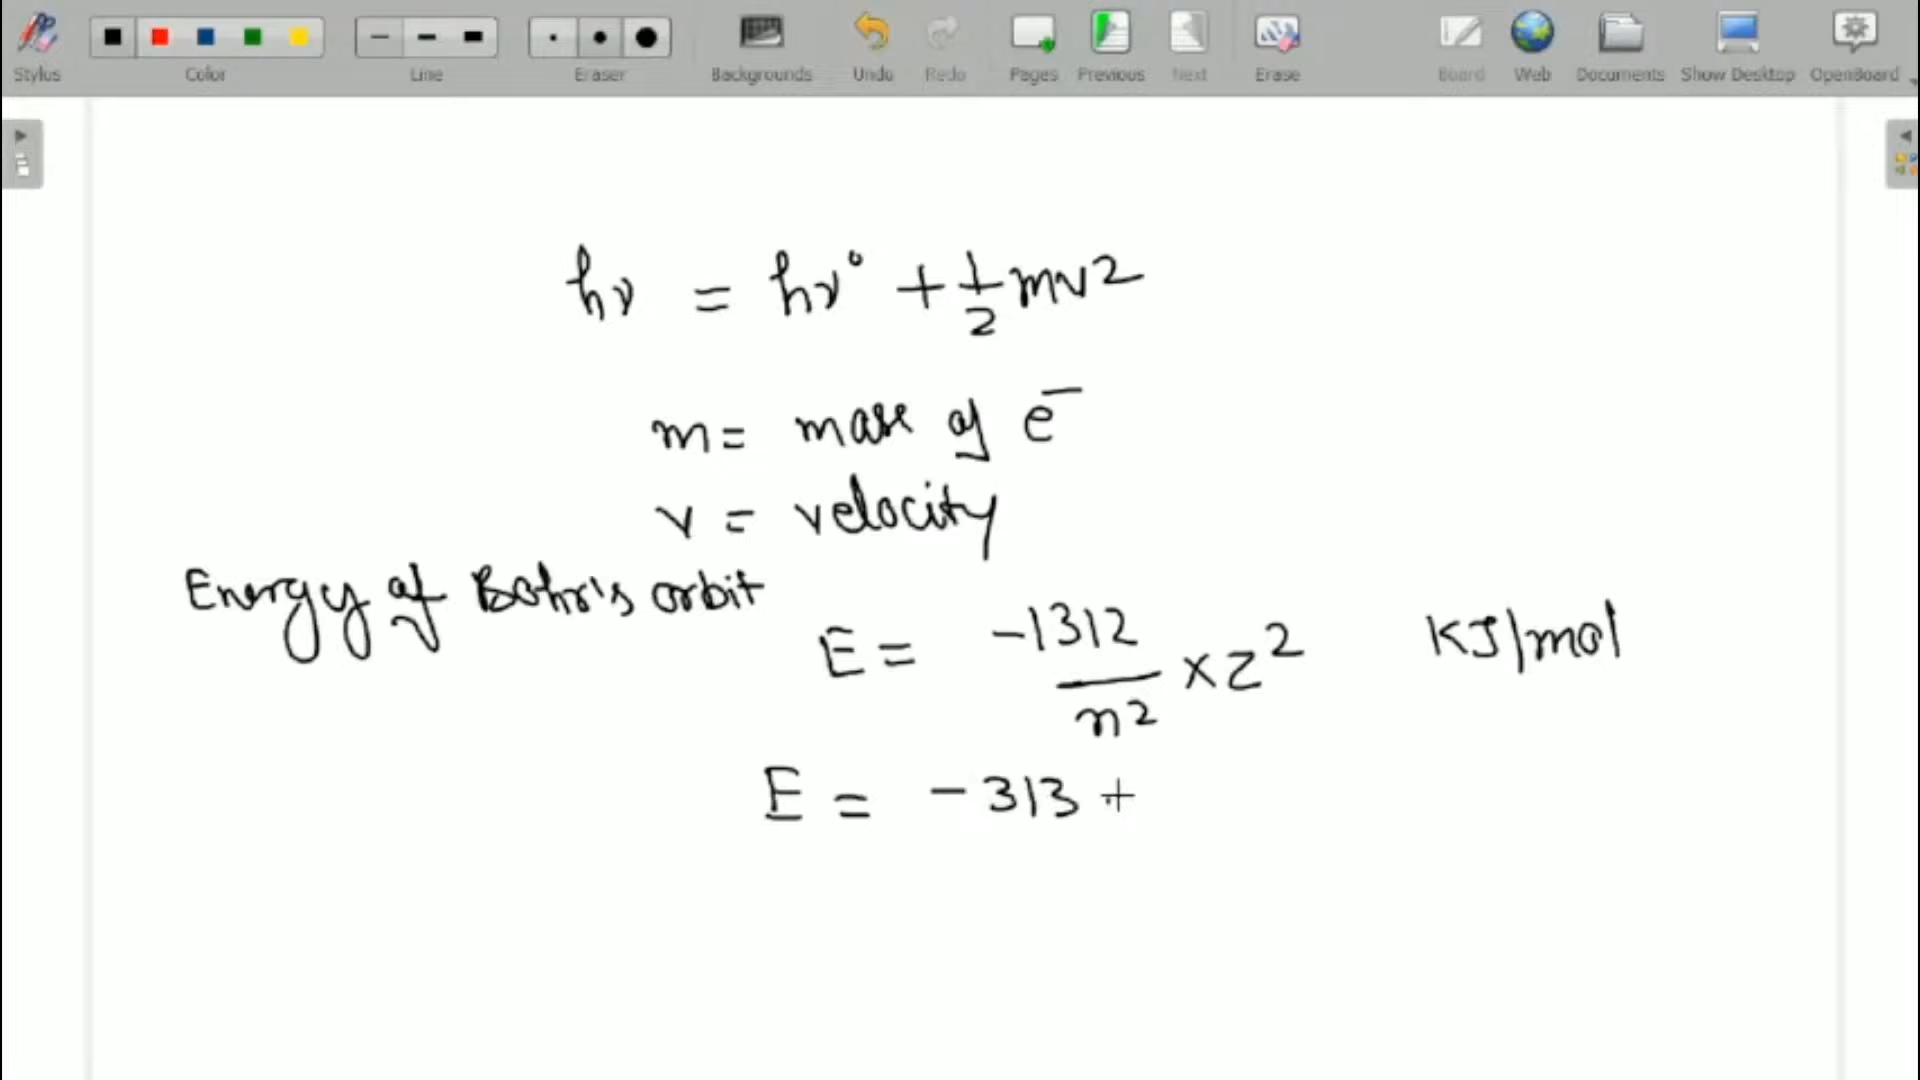 Stylus Color Line Eraser Backgrounds Undo Redo Pages Previous Next Erase Board Web Documents Show Desktop OpenBoard
hν = hν° + 1/2 mv2
m = mass of e⁻
v = velocity
Energy of Bohr's orbit
E = -1312/n² × Z² KJ/mol
E = - 313 +